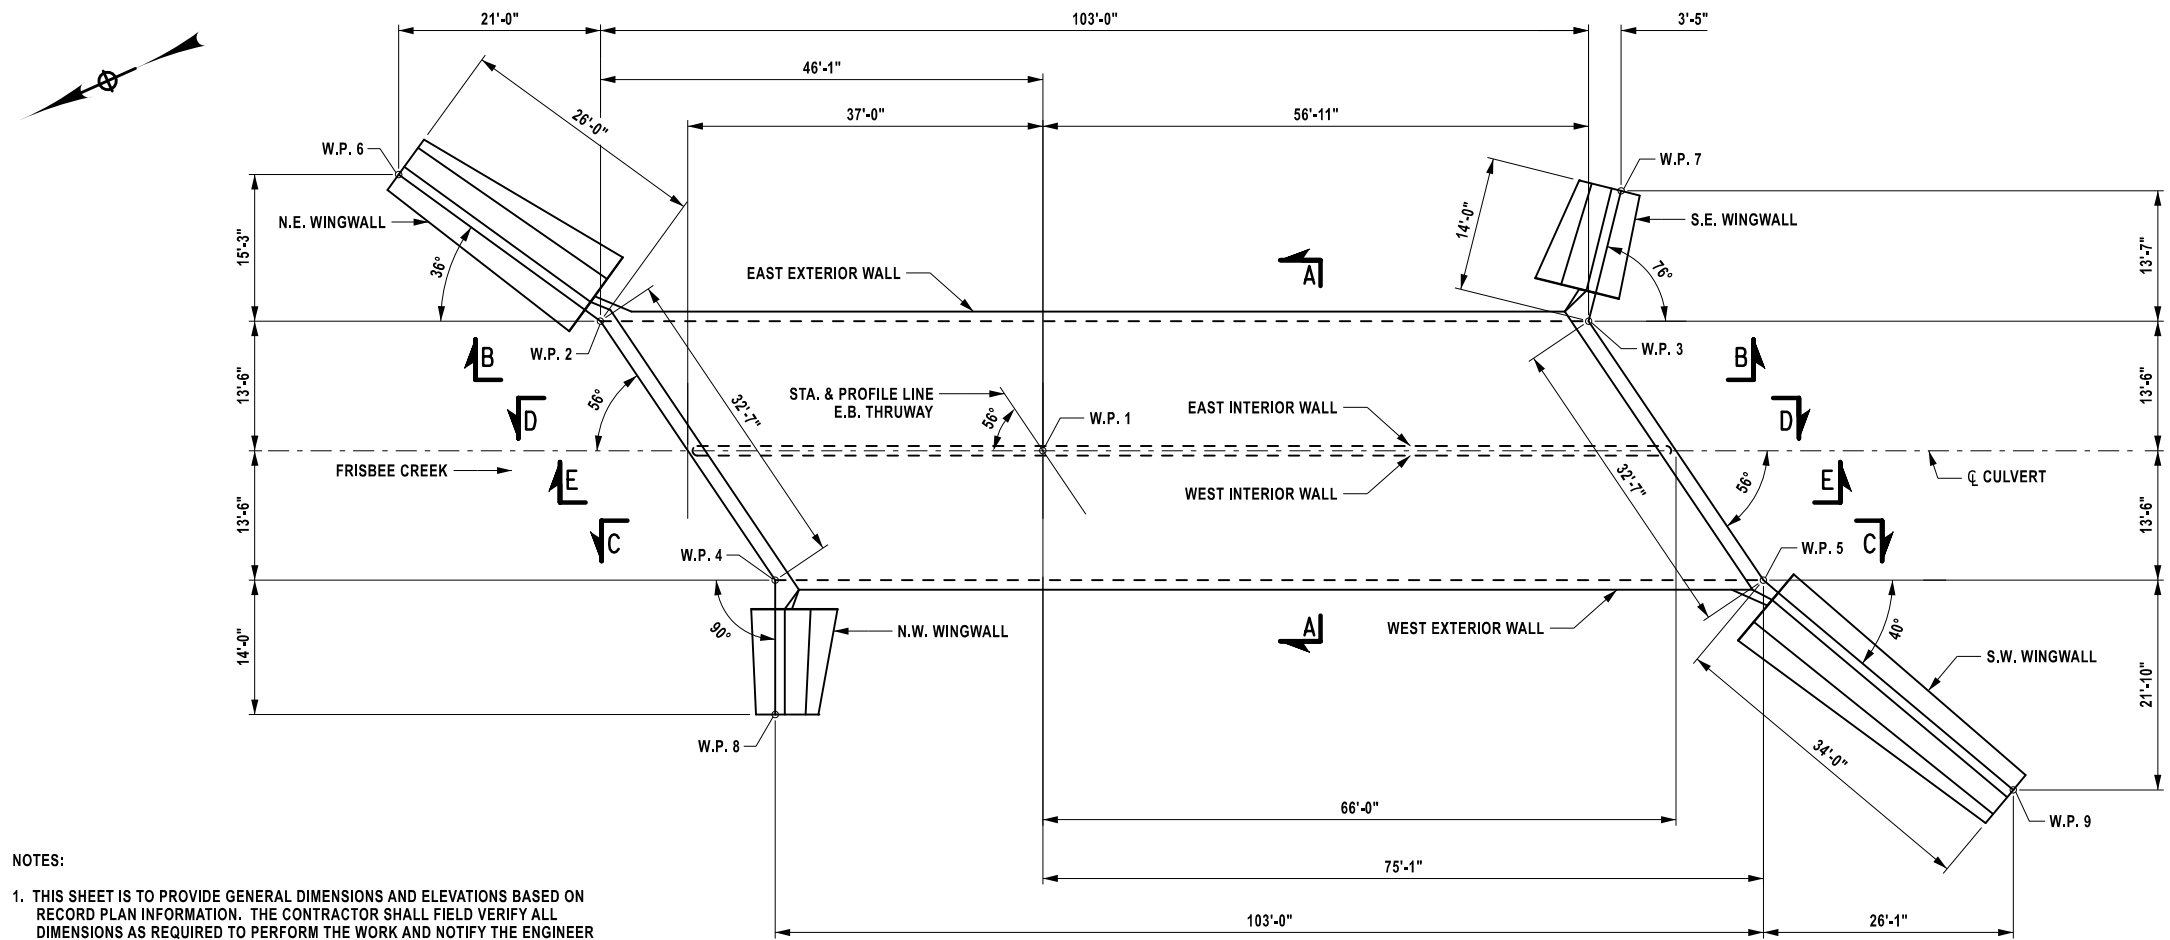 21'-0"
103'-0"
3'-5"
46'-1"
37'-0"
56'-11"
26'-0"
W.P. 6
W.P. 7
N.E. WINGWALL
14'-0"
S.E. WINGWALL
15'-3"
36°
76°
13'-7"
EAST EXTERIOR WALL
A
W.P. 2
W.P. 3
B
B
13'-6"
56°
32'-7"
STA. & PROFILE LINE
E.B. THRUWAY
56°
W.P. 1
EAST INTERIOR WALL
13'-6"
D
D
FRISBEE CREEK
E
WEST INTERIOR WALL
32'-7"
56°
E
℄ CULVERT
13'-6"
C
W.P. 4
W.P. 5
C
13'-6"
90°
N.W. WINGWALL
A
WEST EXTERIOR WALL
40°
S.W. WINGWALL
14'-0"
21'-10"
W.P. 8
34'-0"
66'-0"
W.P. 9
75'-1"
103'-0"
26'-1"
NOTES:
1. THIS SHEET IS TO PROVIDE GENERAL DIMENSIONS AND ELEVATIONS BASED ON
RECORD PLAN INFORMATION. THE CONTRACTOR SHALL FIELD VERIFY ALL
DIMENSIONS AS REQUIRED TO PERFORM THE WORK AND NOTIFY THE ENGINEER